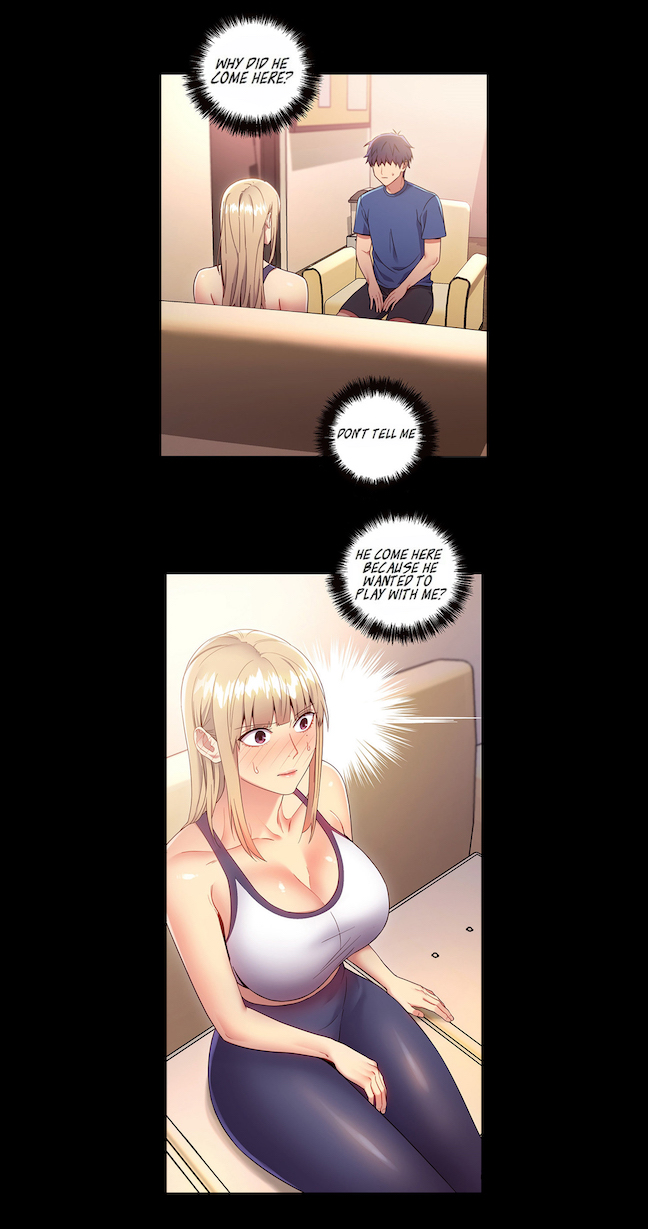 WHY DID HE
COME HERE?
DON'T TELL ME
HE COME HERE
BECAUSE HE
WANTED TO
PLAY WITH ME?